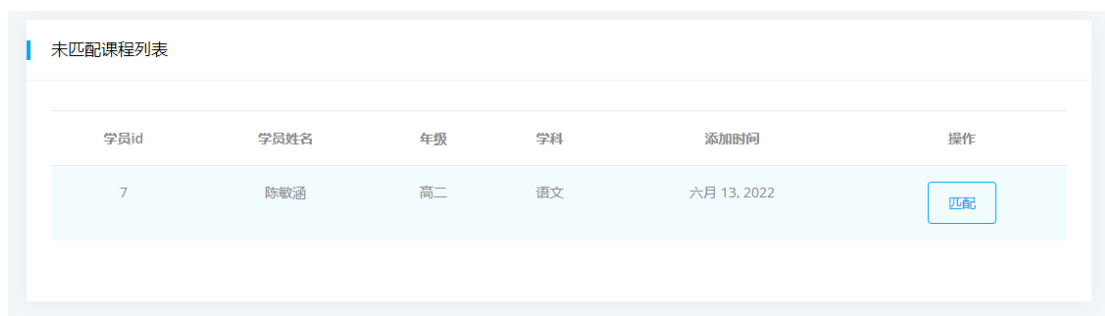 未匹配课程列表
学员id 学员姓名 年级 学科 添加时间 操作
7 陈敏涵 高二 语文 六月 13, 2022 匹配